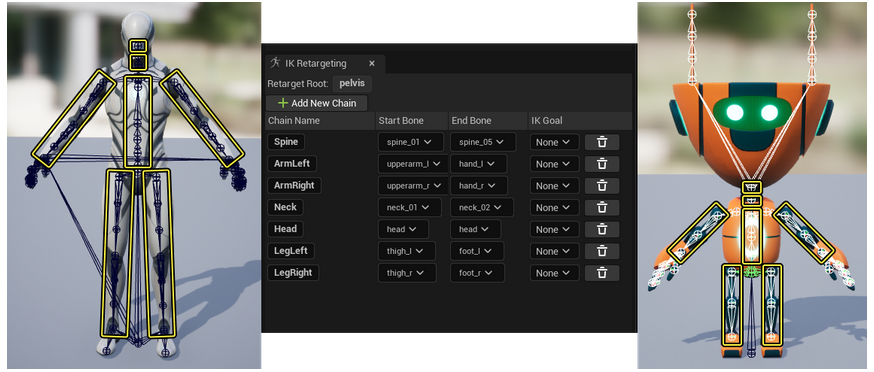 IK Retargeting ×
Retarget Root: pelvis
+ Add New Chain
Chain Name Start Bone End Bone IK Goal
Spine spine_01 spine_05 None
ArmLeft upperarm_l hand_l None
ArmRight upperarm_r hand_r None
Neck neck_01 neck_02 None
Head head head None
LegLeft thigh_l foot_l None
LegRight thigh_r foot_r None